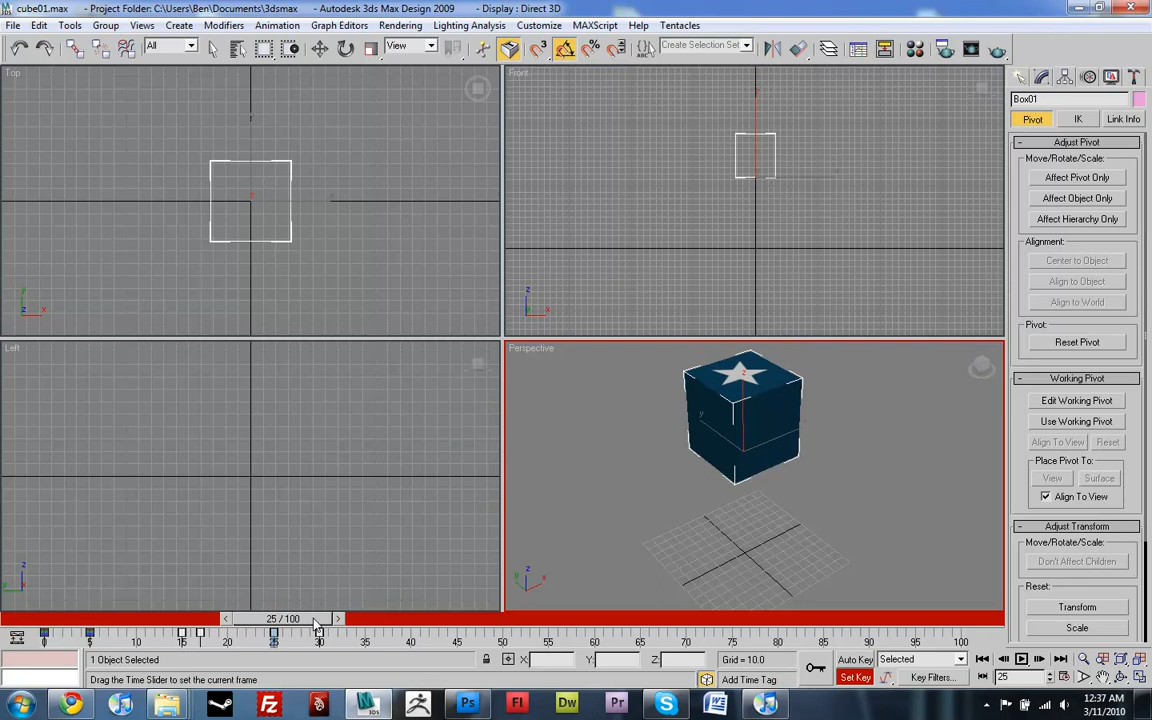 cube01.max - Project Folder: C:\Users\Ben\Documents\3dsmax - Autodesk 3ds Max Design 2009 - Display : Direct 3D
File Edit Tools Group Views Create Modifiers Animation Graph Editors Rendering Lighting Analysis Customize MAXScript Help Tentacles
All View 3 Create Selection Set
Top Front
Box01
Pivot IK Link Info
- Adjust Pivot
Move/Rotate/Scale:
Affect Pivot Only
Affect Object Only
Affect Hierarchy Only
Alignment:
Center to Object
Align to Object
Align to World
Pivot:
Reset Pivot
Left Perspective
- Working Pivot
Edit Working Pivot
Use Working Pivot
Align To View Reset
Place Pivot To:
View Surface
Align To View
- Adjust Transform
Move/Rotate/Scale:
Don't Affect Children
Reset:
Transform
Scale
< 25 / 100 >
0 5 10 15 20 25 30 35 40 45 50 55 60 65 70 75 80 85 90 95 100
1 Object Selected X: Y: Z: Grid = 10.0 Auto Key Selected
Drag the Time Slider to set the current frame Add Time Tag Set Key Key Filters... 25
Ps Fl Dw Pr S W
12:37 AM
3/11/2010